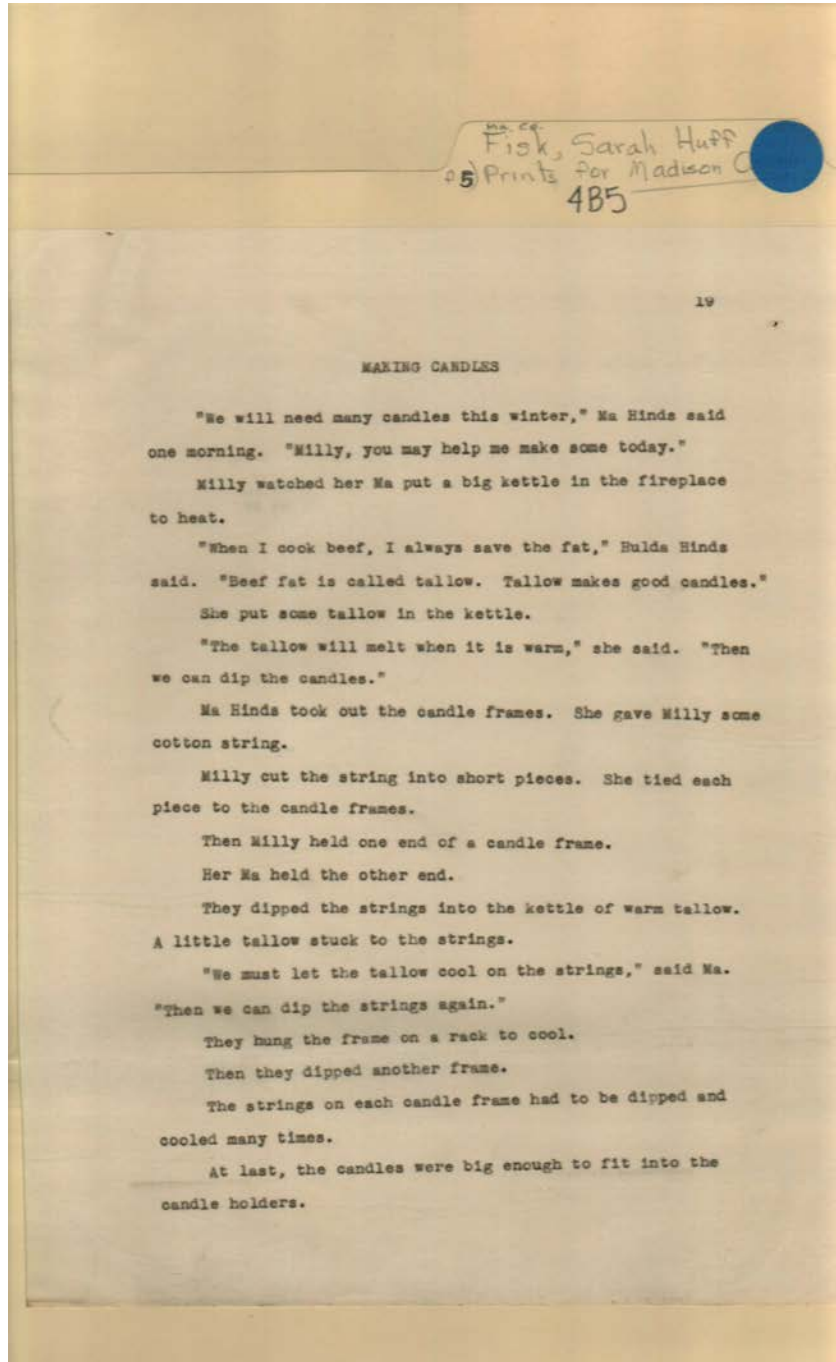 Ma. Co.
Fisk, Sarah Huff
5) Prints for Madison
4B5
19
MAKING CANDLES
"We will need many candles this winter," Ma Hinds said
one morning. "Milly, you may help me make some today."
Milly watched her Ma put a big kettle in the fireplace
to heat.
"When I cook beef, I always save the fat," Hulda Hinds
said. "Beef fat is called tallow. Tallow makes good candles."
She put some tallow in the kettle.
"The tallow will melt when it is warm," she said. "Then
we can dip the candles."
Ma Hinds took out the candle frames. She gave Milly some
cotton string.
Milly cut the string into short pieces. She tied each
piece to the candle frames.
Then Milly held one end of a candle frame.
Her Ma held the other end.
They dipped the strings into the kettle of warm tallow.
A little tallow stuck to the strings.
"We must let the tallow cool on the strings," said Ma.
"Then we can dip the strings again."
They hung the frame on a rack to cool.
Then they dipped another frame.
The strings on each candle frame had to be dipped and
cooled many times.
At last, the candles were big enough to fit into the
candle holders.